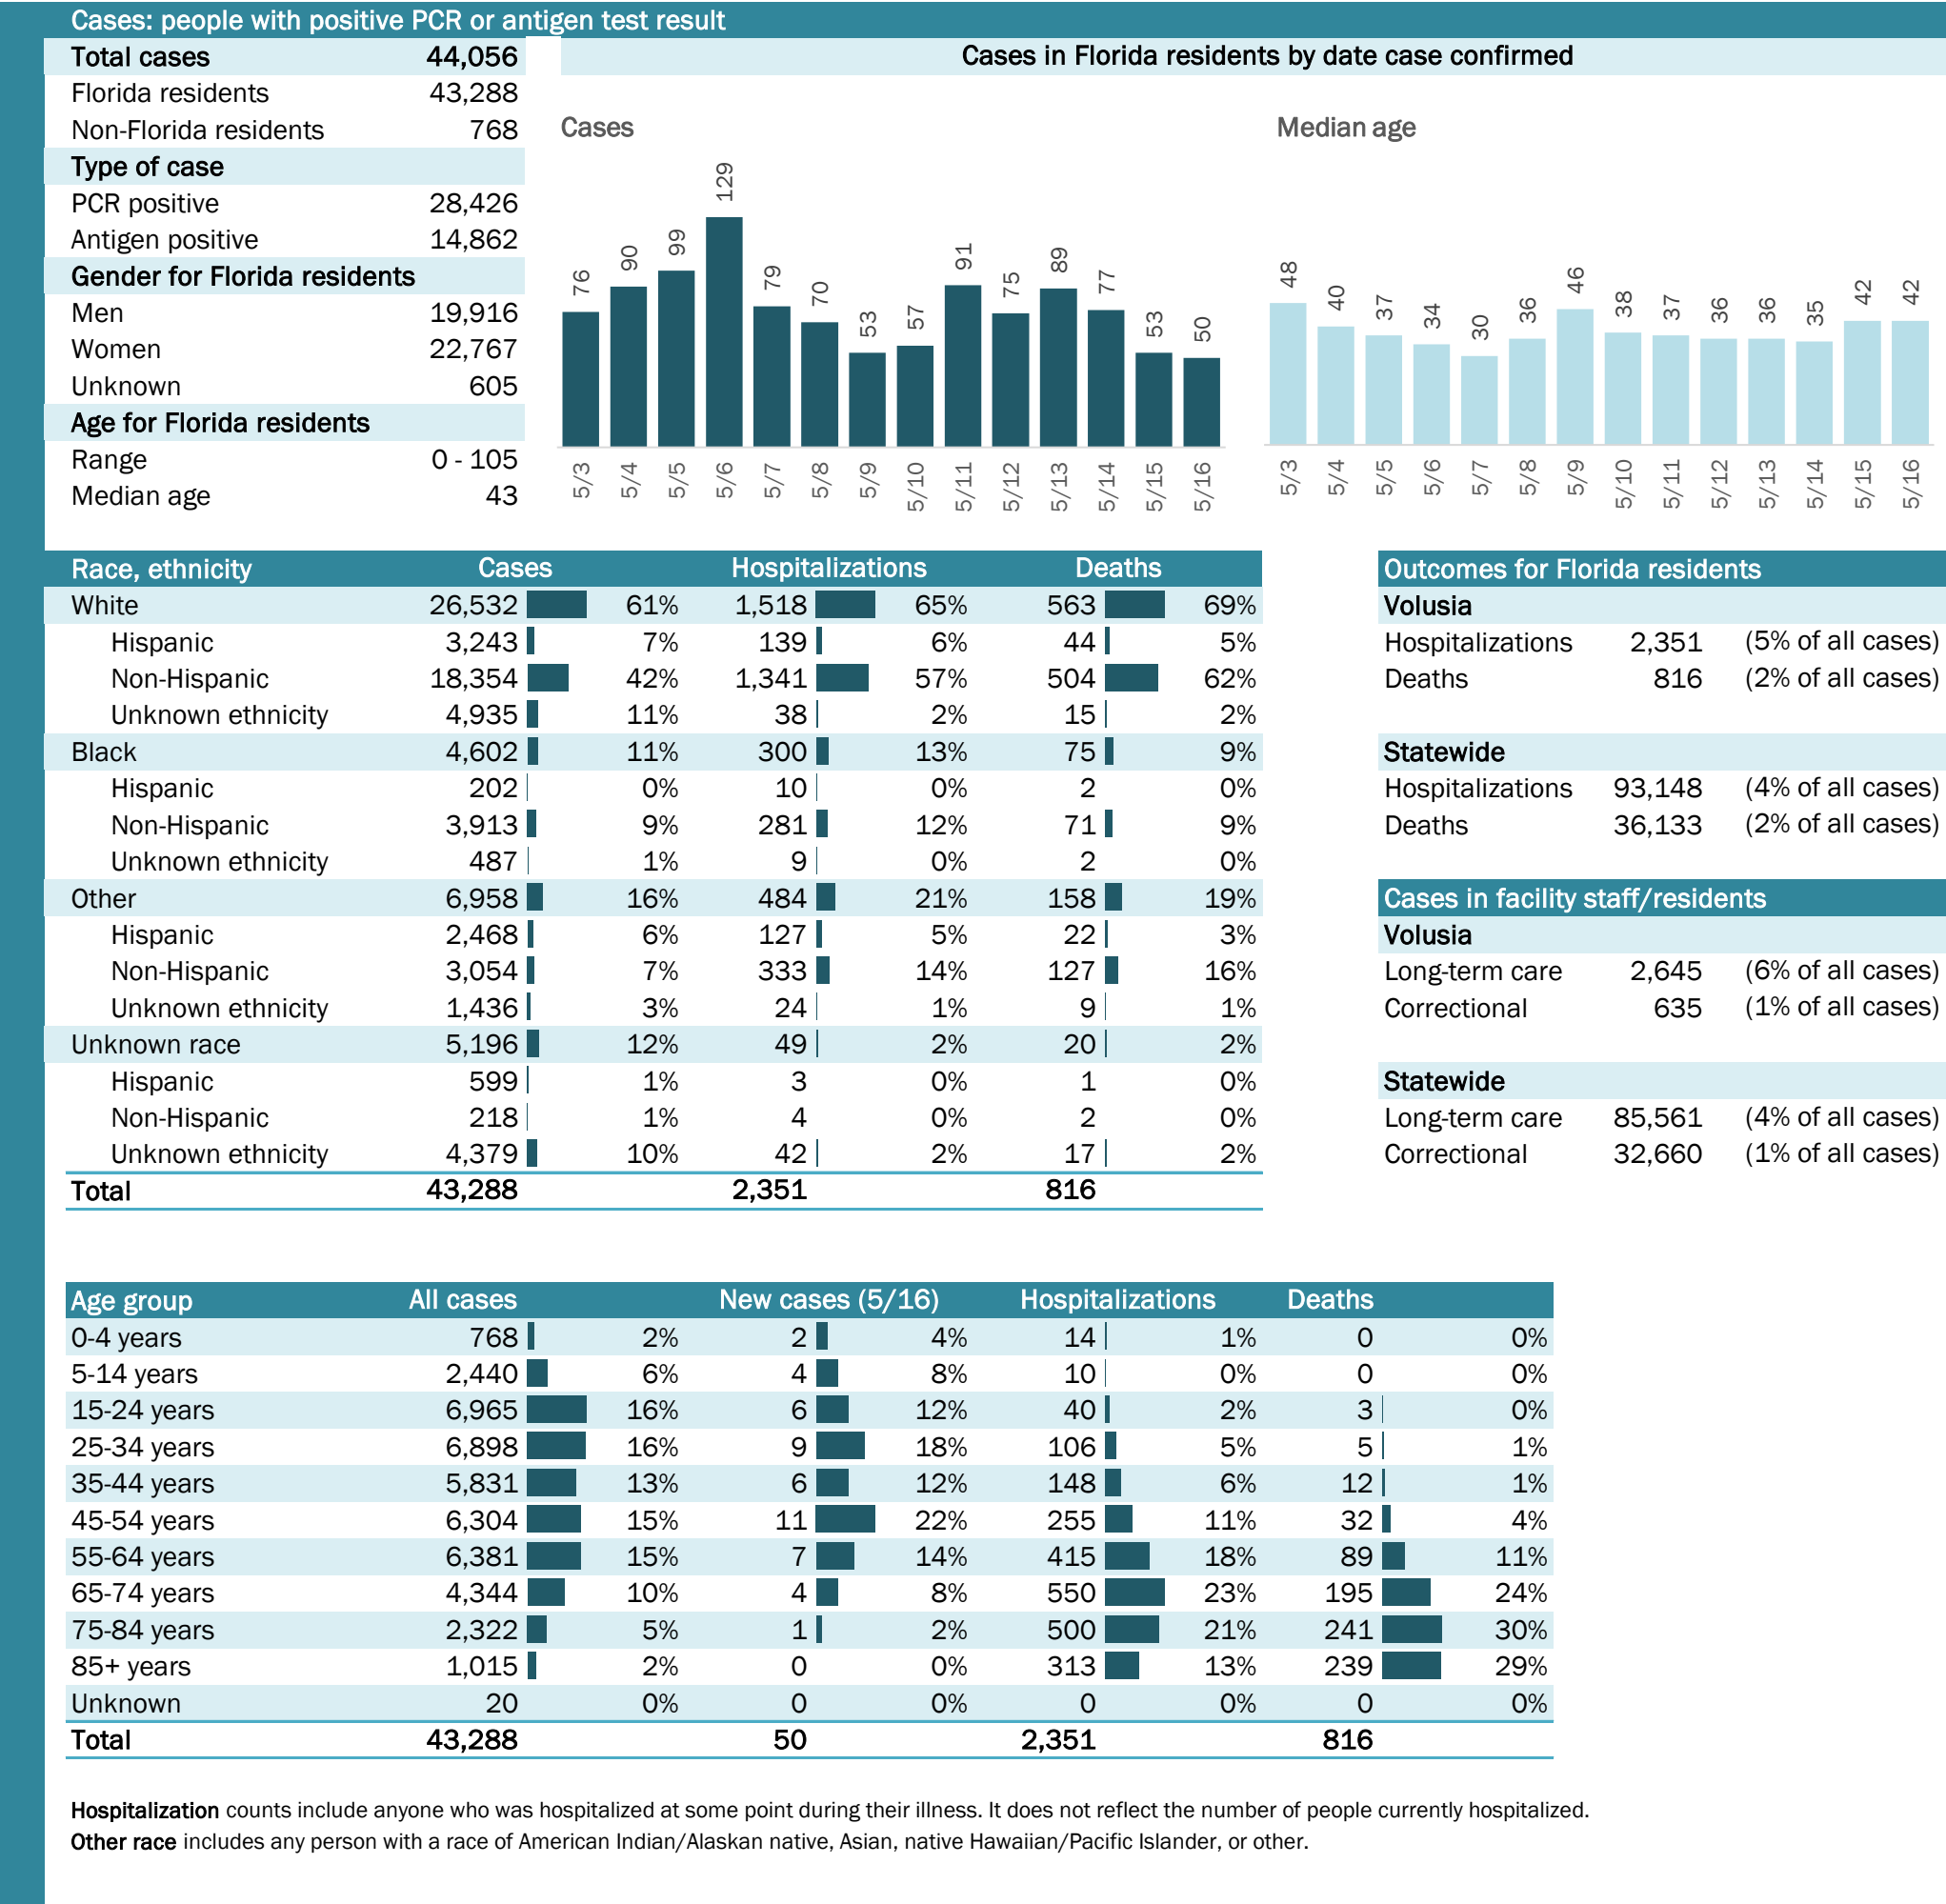 Cases: people with positive PCR or antigen test result
Total cases 44,056
Florida residents 43,288
Non-Florida residents 768
Type of case
PCR positive 28,426
Antigen positive 14,862
Gender for Florida residents
Men 19,916
Women 22,767
Unknown 605
Age for Florida residents
Range 0 - 105
Median age 43
Cases in Florida residents by date case confirmed
Cases
76 90 99 129 79 70 53 57 91 75 89 77 53 50
5/3 5/4 5/5 5/6 5/7 5/8 5/9 5/10 5/11 5/12 5/13 5/14 5/15 5/16
Median age
48 40 37 34 30 36 46 38 37 36 36 35 42 42
5/3 5/4 5/5 5/6 5/7 5/8 5/9 5/10 5/11 5/12 5/13 5/14 5/15 5/16
Race, ethnicity Cases Hospitalizations Deaths
White 26,532 61% 1,518 65% 563 69%
Hispanic 3,243 7% 139 6% 44 5%
Non-Hispanic 18,354 42% 1,341 57% 504 62%
Unknown ethnicity 4,935 11% 38 2% 15 2%
Black 4,602 11% 300 13% 75 9%
Hispanic 202 0% 10 0% 2 0%
Non-Hispanic 3,913 9% 281 12% 71 9%
Unknown ethnicity 487 1% 9 0% 2 0%
Other 6,958 16% 484 21% 158 19%
Hispanic 2,468 6% 127 5% 22 3%
Non-Hispanic 3,054 7% 333 14% 127 16%
Unknown ethnicity 1,436 3% 24 1% 9 1%
Unknown race 5,196 12% 49 2% 20 2%
Hispanic 599 1% 3 0% 1 0%
Non-Hispanic 218 1% 4 0% 2 0%
Unknown ethnicity 4,379 10% 42 2% 17 2%
Total 43,288 2,351 816
Outcomes for Florida residents
Volusia
Hospitalizations 2,351 (5% of all cases)
Deaths 816 (2% of all cases)
Statewide
Hospitalizations 93,148 (4% of all cases)
Deaths 36,133 (2% of all cases)
Cases in facility staff/residents
Volusia
Long-term care 2,645 (6% of all cases)
Correctional 635 (1% of all cases)
Statewide
Long-term care 85,561 (4% of all cases)
Correctional 32,660 (1% of all cases)
Age group All cases New cases (5/16) Hospitalizations Deaths
0-4 years 768 2% 2 4% 14 1% 0 0%
5-14 years 2,440 6% 4 8% 10 0% 0 0%
15-24 years 6,965 16% 6 12% 40 2% 3 0%
25-34 years 6,898 16% 9 18% 106 5% 5 1%
35-44 years 5,831 13% 6 12% 148 6% 12 1%
45-54 years 6,304 15% 11 22% 255 11% 32 4%
55-64 years 6,381 15% 7 14% 415 18% 89 11%
65-74 years 4,344 10% 4 8% 550 23% 195 24%
75-84 years 2,322 5% 1 2% 500 21% 241 30%
85+ years 1,015 2% 0 0% 313 13% 239 29%
Unknown 20 0% 0 0% 0 0% 0 0%
Total 43,288 50 2,351 816
Hospitalization counts include anyone who was hospitalized at some point during their illness. It does not reflect the number of people currently hospitalized.
Other race includes any person with a race of American Indian/Alaskan native, Asian, native Hawaiian/Pacific Islander, or other.